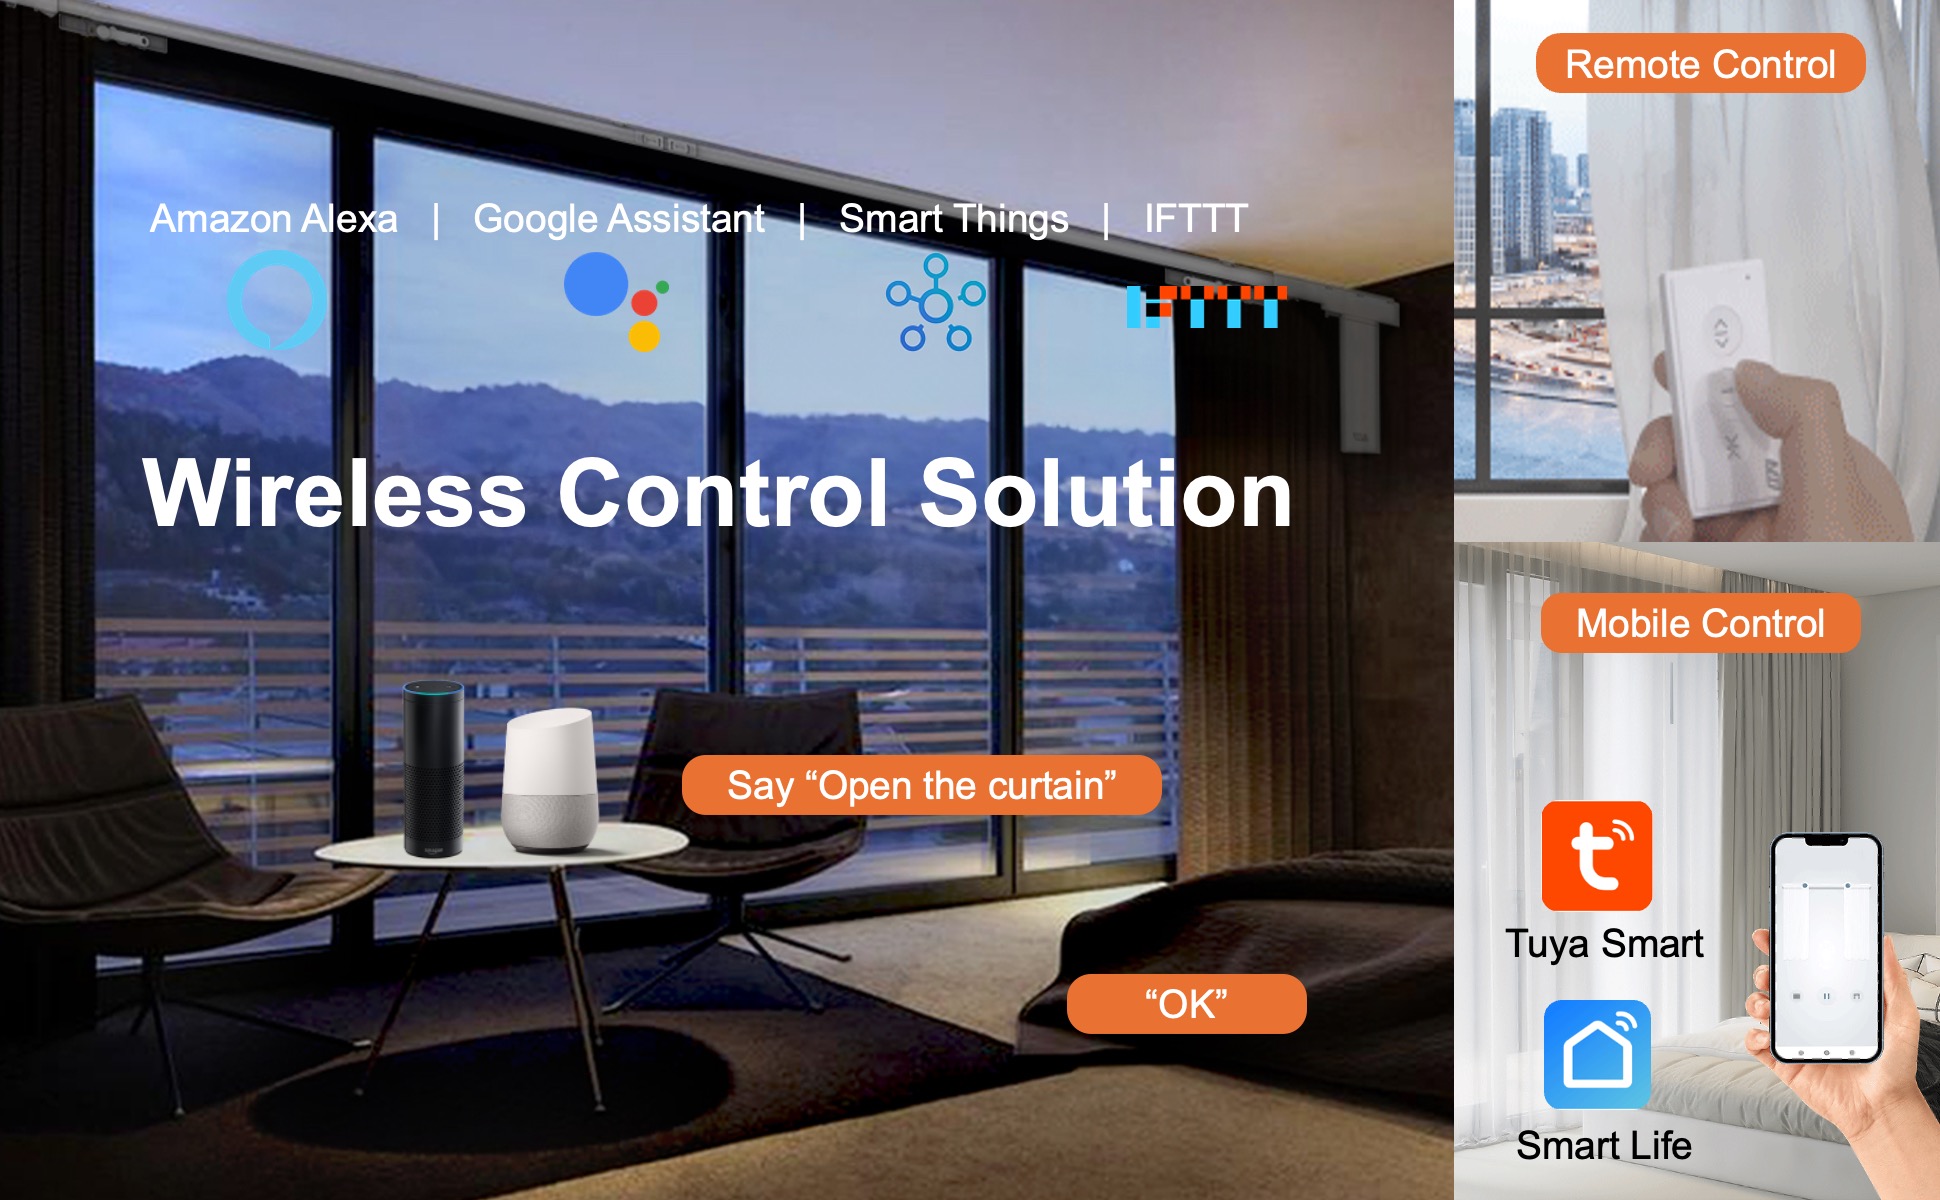 Amazon Alexa | Google Assistant | Smart Things | IFTTT
IFTTT
Wireless Control Solution
Say “Open the curtain”
“OK”
Remote Control
Mobile Control
Tuya Smart
Smart Life